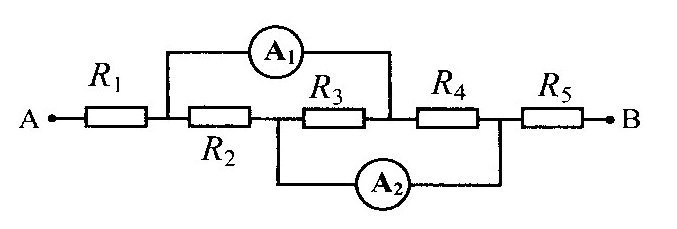 A₁
R₁ R₃ R₄ R₅
A B
R₂
A₂